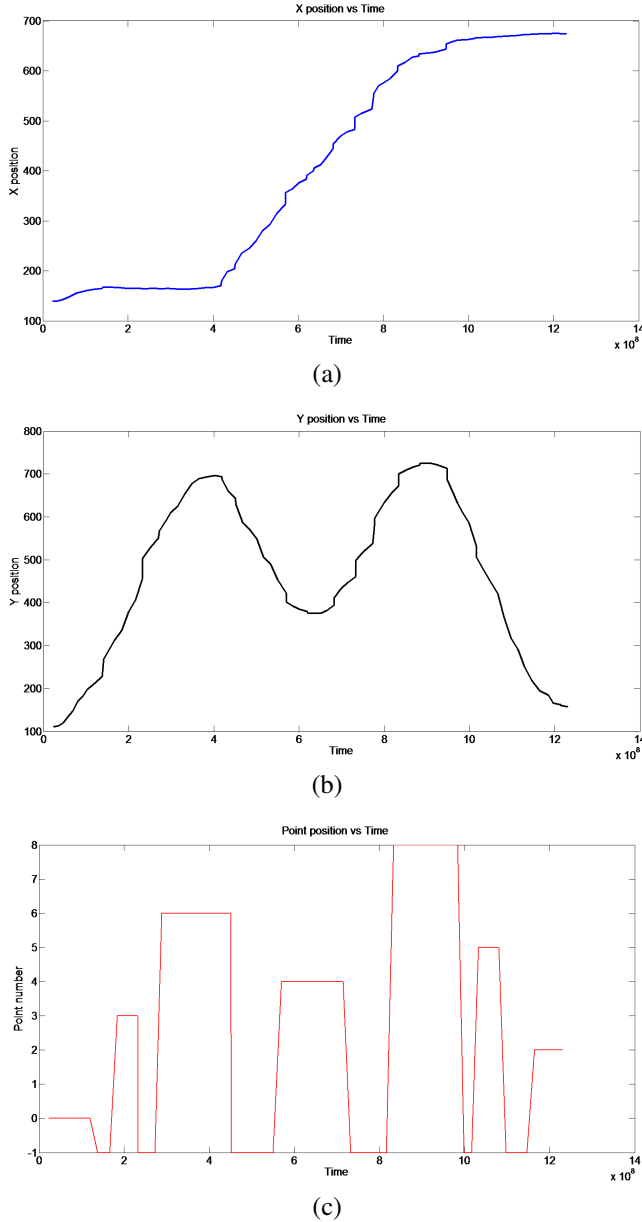 X position vs Time
700
600
500
400
300
200
100
X position
0 2 4 6 8 10 12 14
Time
x 10^8
(a)
Y position vs Time
800
700
600
500
400
300
200
100
Y position
0 2 4 6 8 10 12 14
Time
x 10^8
(b)
Point position vs Time
8
7
6
5
4
3
2
1
0
-1
Point number
0 2 4 6 8 10 12 14
Time
x 10^8
(c)